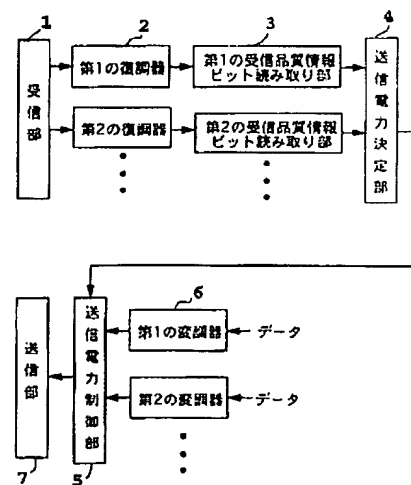 1
2
3
4
受信部
第1の復調器
第1の受信品質情報
ビット読み取り部
送信電力決定部
第2の復調器
第2の受信品質情報
ビット読み取り部
6
送信部
送信電力制御部
第1の変調器
データ
第2の変調器
データ
7
5